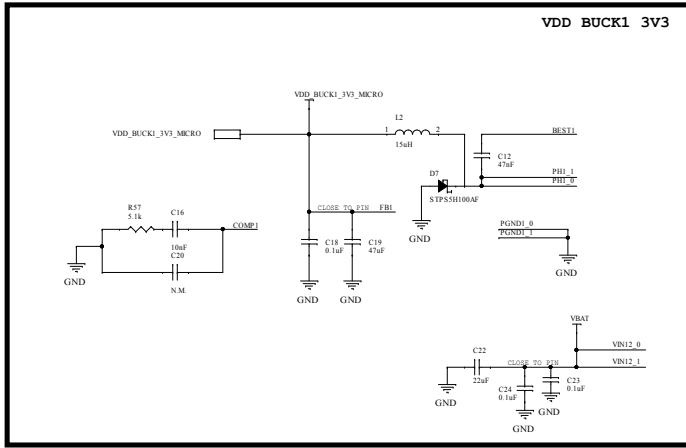 VDD BUCK1 3V3
VDD_BUCK1_3V3_MICRO
VDD_BUCK1_3V3_MICRO
L2
1 2
15uH
BEST1
C12
47nF
D7
STPS5H100AF
PH1_1
PH1_0
GND
R57
5.1k
C16
10nF
COMP1
C20
N.M.
GND
CLOSE TO PIN
FB1
C18
0.1uF
C19
47uF
GND
GND
PGND1_0
PGND1_1
GND
VBAT
VIN12_0
VIN12_1
C22
22uF
CLOSE TO PIN
C24
0.1uF
C23
0.1uF
GND
GND
GND